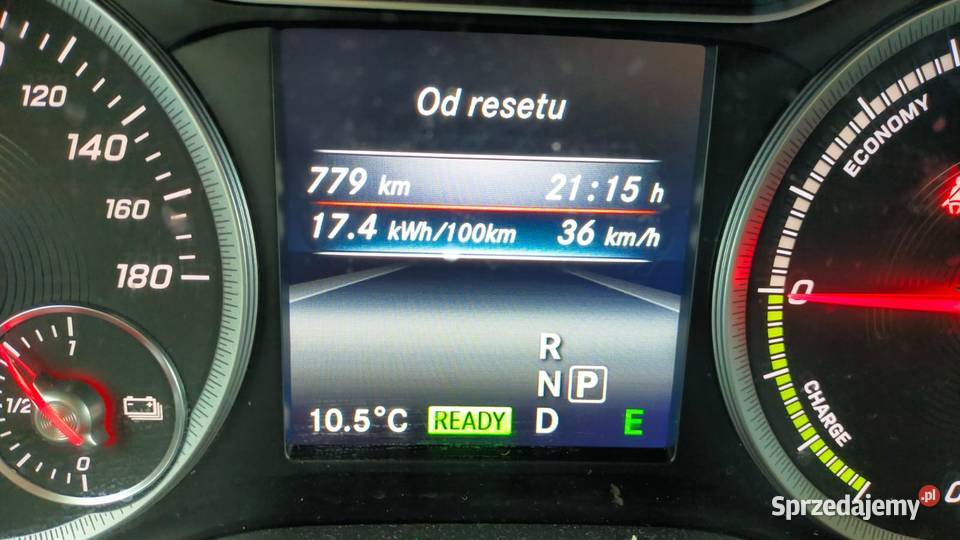 120
140
160
180
1
1/2
0
Od resetu
779 km 21:15 h
17.4 kWh/100km 36 km/h
R
N P
D
10.5°C READY E
ECONOMY
0
CHARGE
Sprzedajemy.pl